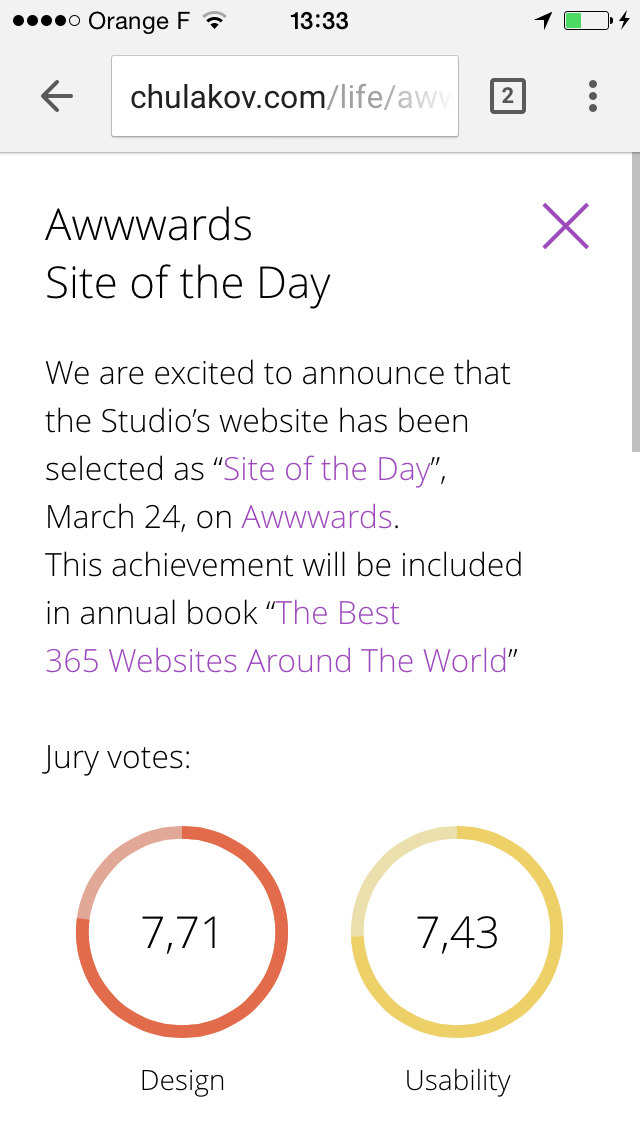 Orange F 13:33
chulakov.com/life/aww
2
Awwwards
Site of the Day
We are excited to announce that
the Studio’s website has been
selected as “Site of the Day”,
March 24, on Awwwards.
This achievement will be included
in annual book “The Best
365 Websites Around The World”
Jury votes:
7,71 7,43
Design Usability